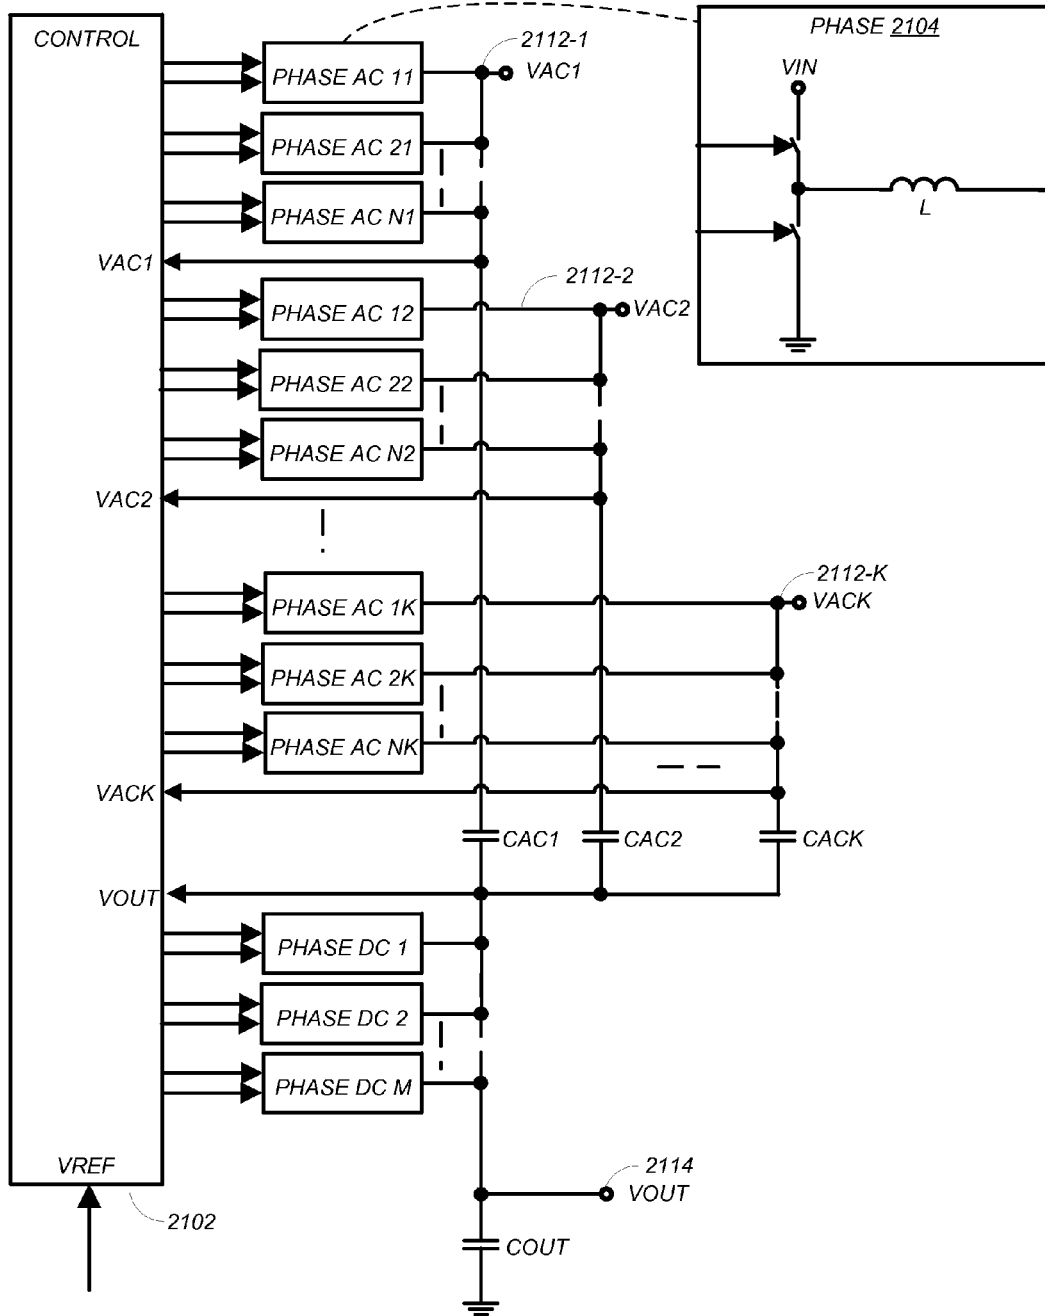 CONTROL
PHASE AC 11
2112-1
VAC1
PHASE 2104
VIN
L
PHASE AC 21
PHASE AC N1
VAC1
2112-2
PHASE AC 12
VAC2
PHASE AC 22
PHASE AC N2
VAC2
2112-K
PHASE AC 1K
VACK
PHASE AC 2K
PHASE AC NK
VACK
CAC1
CAC2
CACK
VOUT
PHASE DC 1
PHASE DC 2
PHASE DC M
VREF
2102
2114
VOUT
COUT